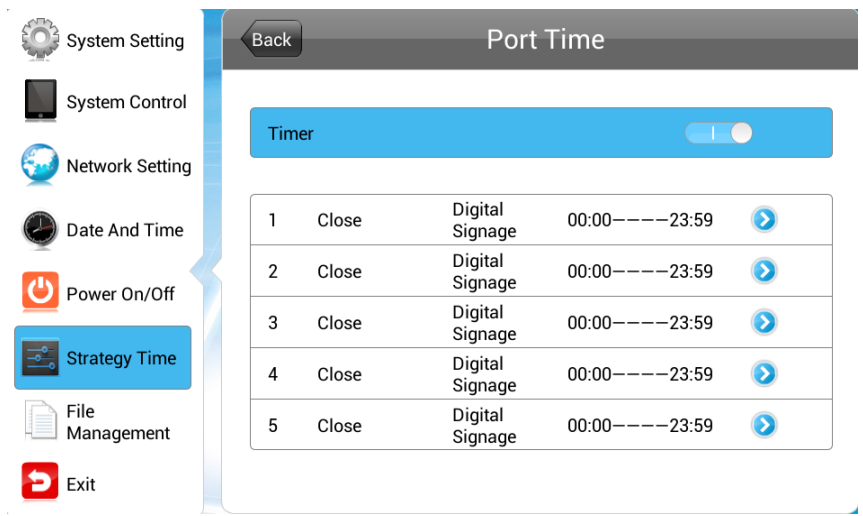 System Setting
System Control
Network Setting
Date And Time
Power On/Off
Strategy Time
File
Management
Exit
Back
Port Time
Timer
1 Close Digital Signage 00:00----23:59
2 Close Digital Signage 00:00----23:59
3 Close Digital Signage 00:00----23:59
4 Close Digital Signage 00:00----23:59
5 Close Digital Signage 00:00----23:59